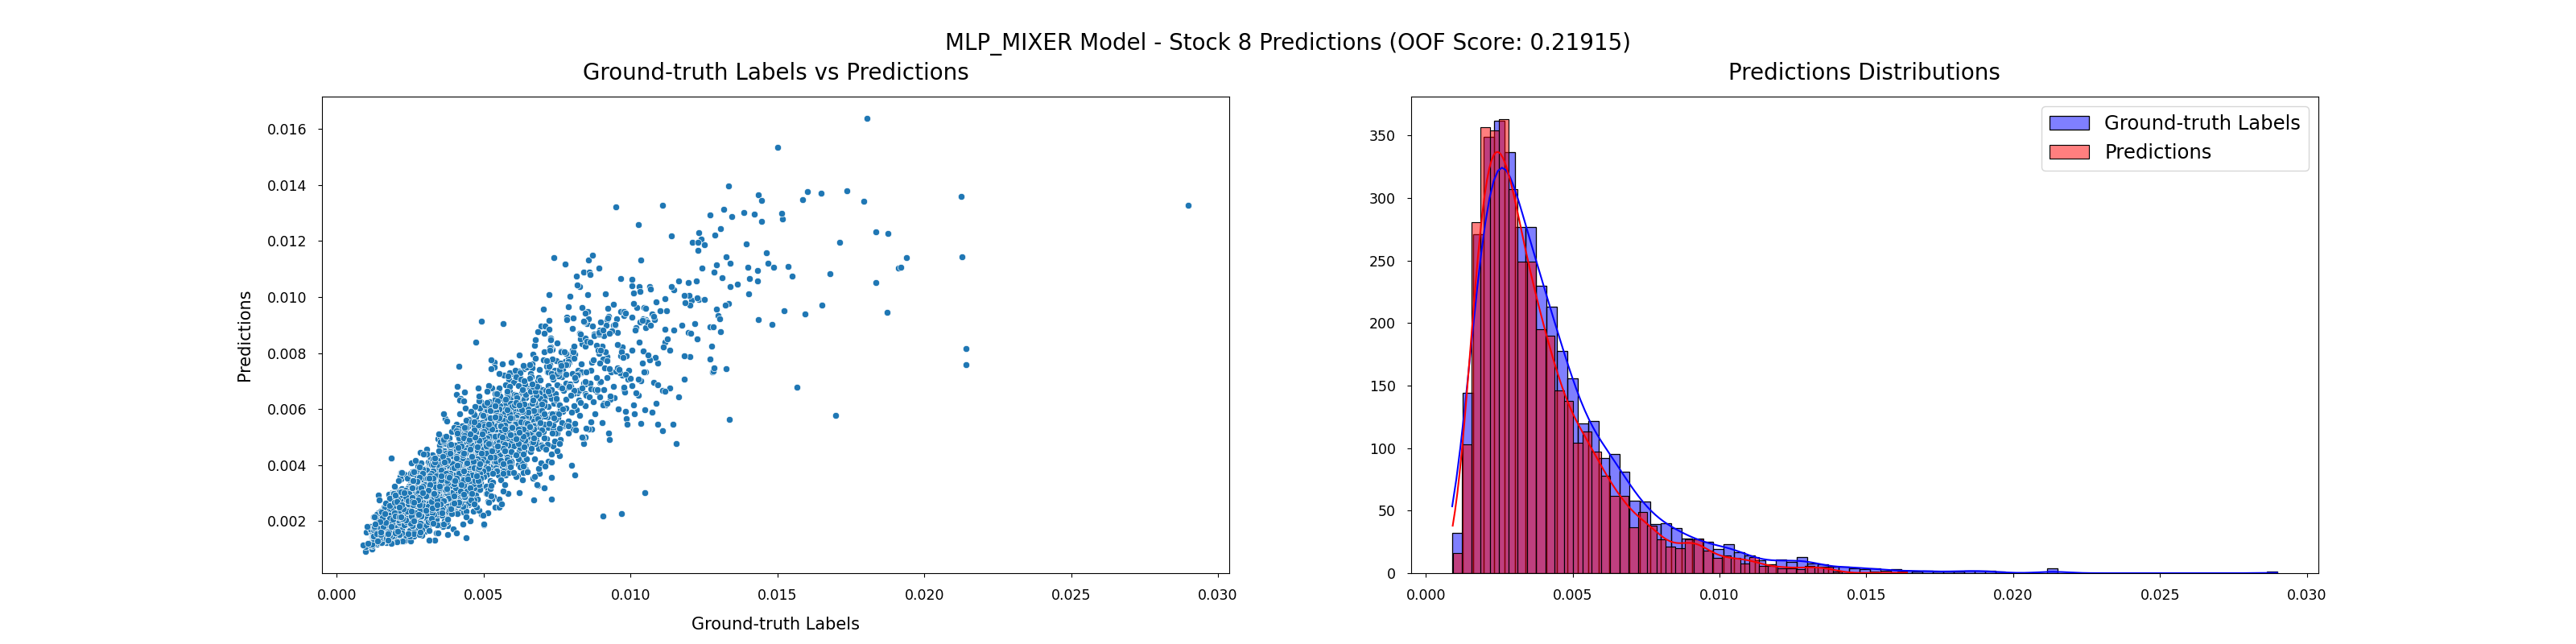 MLP_MIXER Model - Stock 8 Predictions (OOF Score: 0.21915)
Ground-truth Labels vs Predictions
Predictions
0.016
0.014
0.012
0.010
0.008
0.006
0.004
0.002
0.000 0.005 0.010 0.015 0.020 0.025 0.030
Ground-truth Labels
Predictions Distributions
Ground-truth Labels
Predictions
350
300
250
200
150
100
50
0
0.000 0.005 0.010 0.015 0.020 0.025 0.030